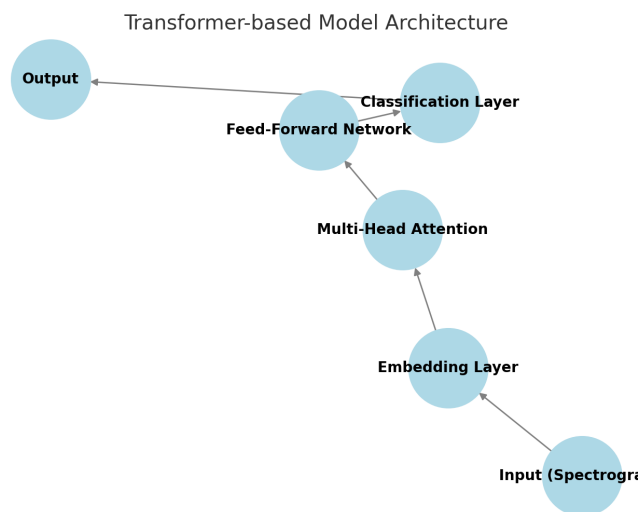 Transformer-based Model Architecture
Output
Classification Layer
Feed-Forward Network
Multi-Head Attention
Embedding Layer
Input (Spectrogra